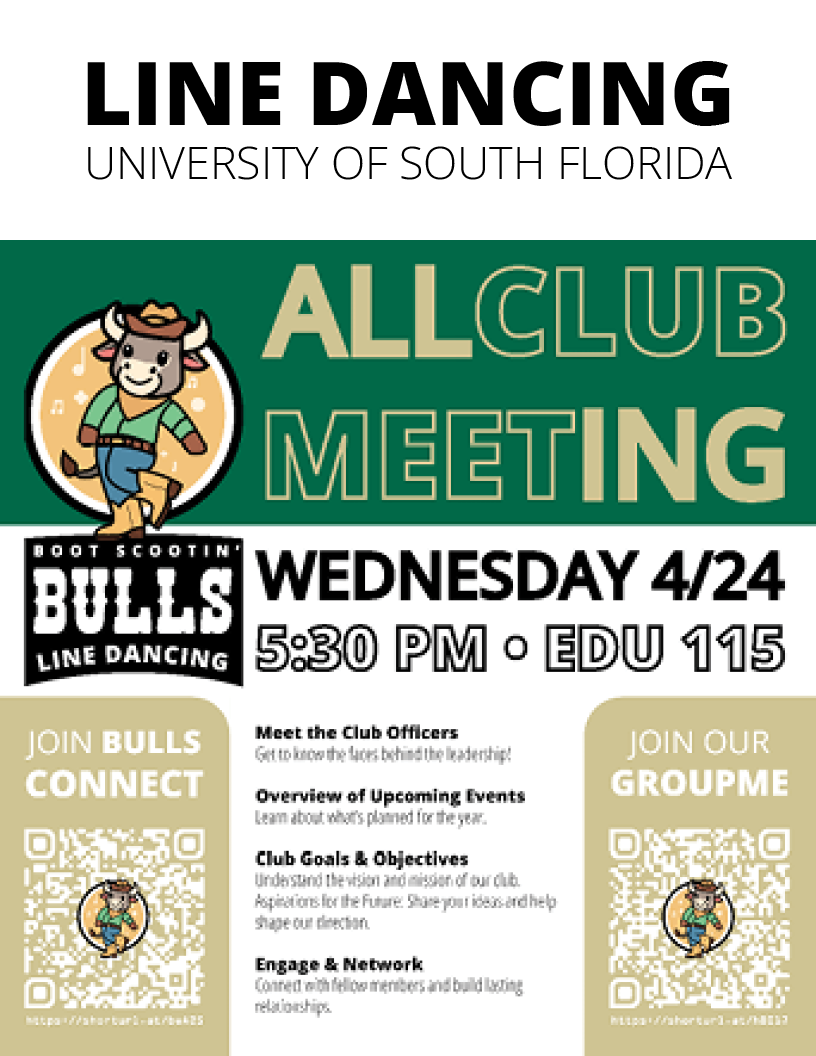 LINE DANCING
UNIVERSITY OF SOUTH FLORIDA
ALLCLUB
MEETING
BOOT SCOOTIN'
BULLS
LINE DANCING
WEDNESDAY 4/24
5:30 PM • EDU 115
JOIN BULLS
CONNECT
Meet the Club Officers
Get to know the faces behind the leadership!
Overview of Upcoming Events
Learn about what's planned for the year.
Club Goals & Objectives
Understand the vision and mission of our club.
Aspirations for the Future: Share your ideas and help
shape our direction.
Engage & Network
Connect with fellow members and build lasting
relationships.
JOIN OUR
GROUPME